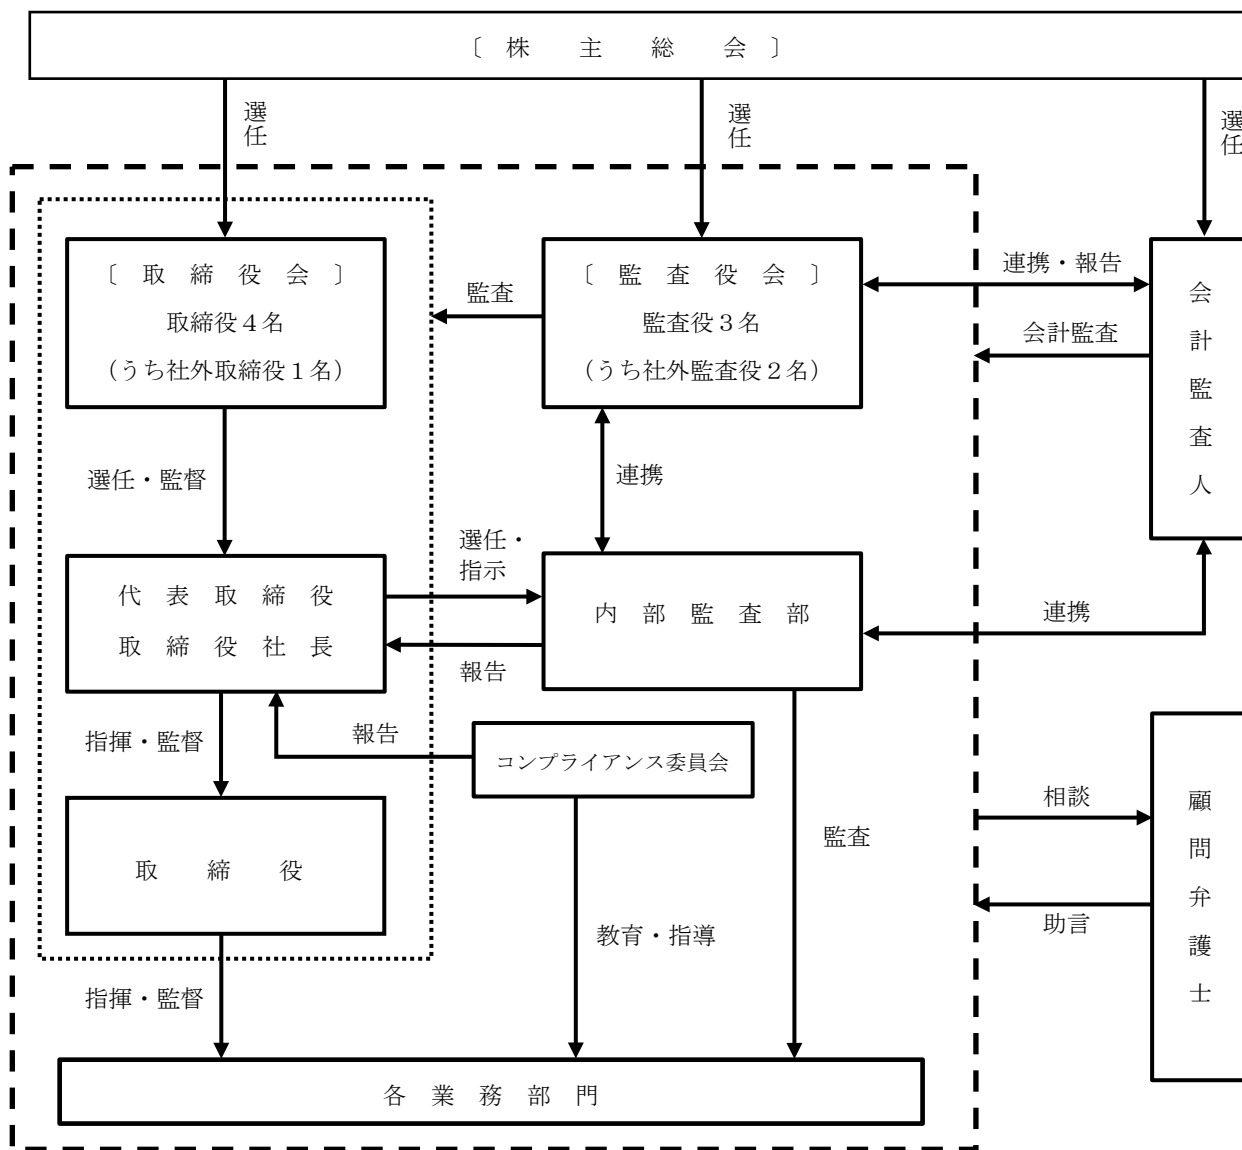 〔 株 主 総 会 〕
選任
選任
選任
〔 取 締 役 会 〕
取締役4名
(うち社外取締役1名)
監査
〔 監 査 役 会 〕
監査役3名
(うち社外監査役2名)
連携・報告
会計監査
会計監査人
選任・監督
連携
選任・
指示
代 表 取 締 役
取 締 役 社 長
内 部 監 査 部
連携
報告
指揮・監督
報告
コンプライアンス委員会
相談
顧問弁護士
監査
取 締 役
助言
教育・指導
指揮・監督
各 業 務 部 門